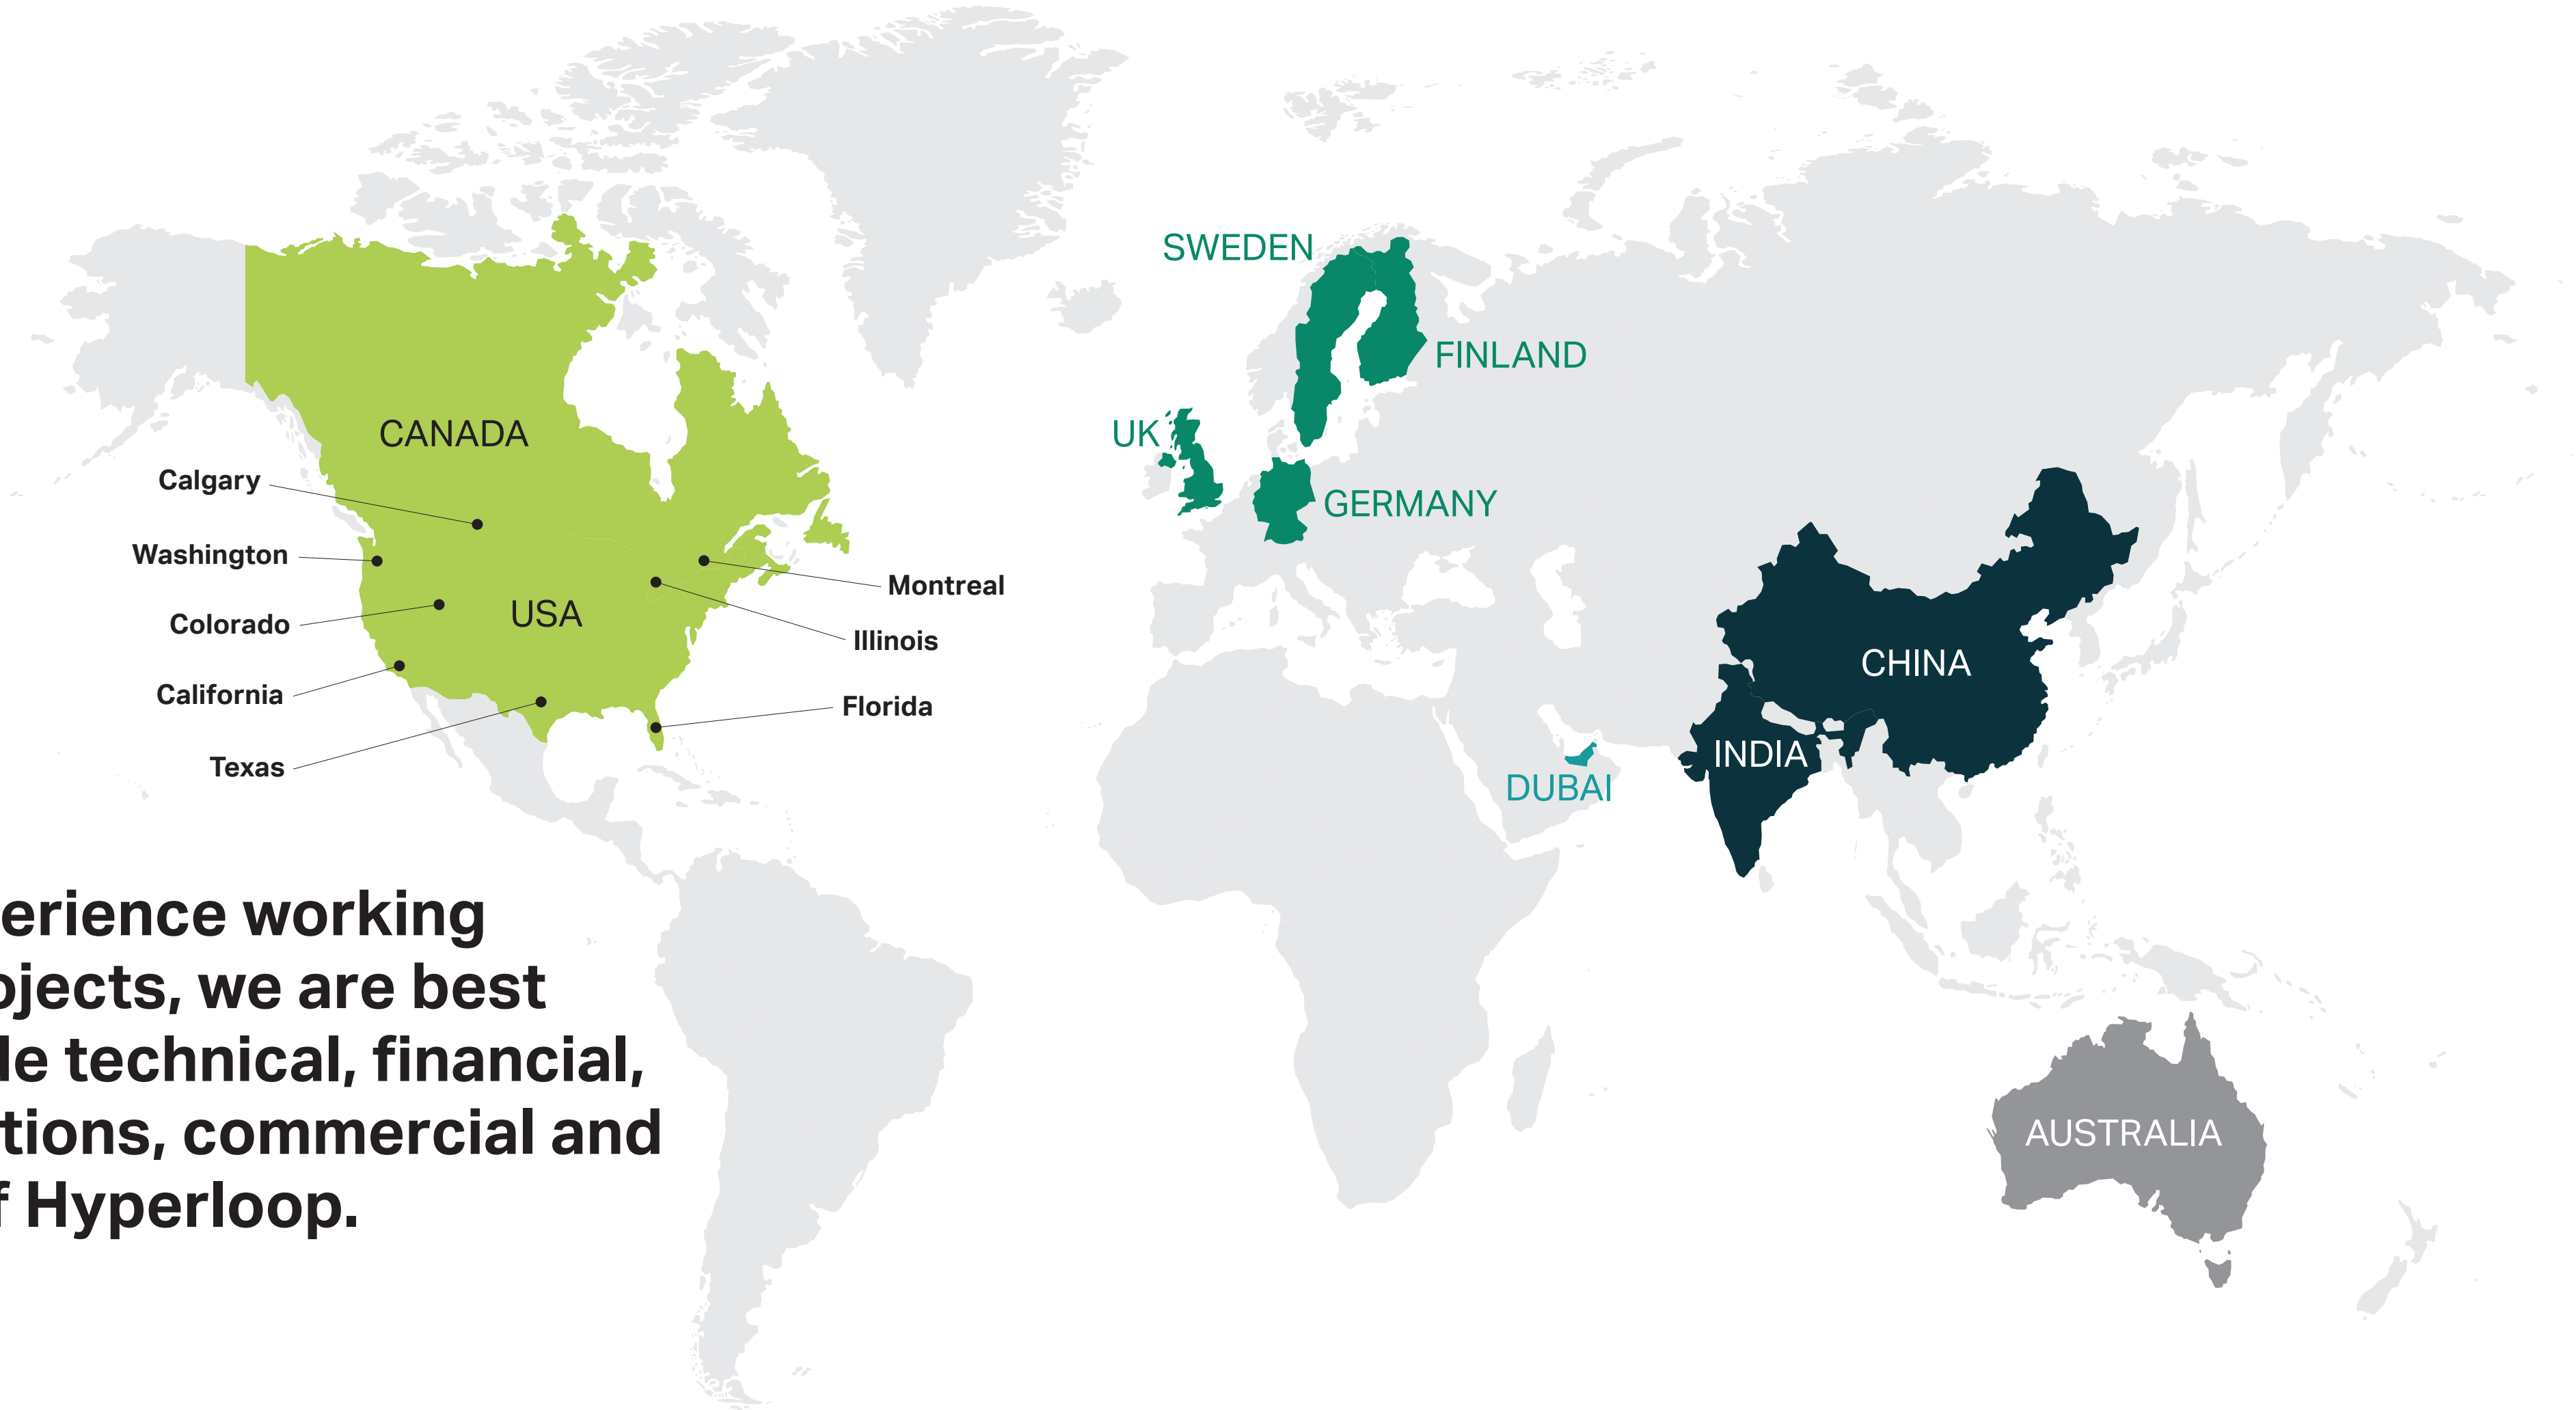 SWEDEN
FINLAND
UK
CANADA
Calgary
GERMANY
Washington
Montreal
Colorado
USA
Illinois
CHINA
California
Florida
INDIA
Texas
DUBAI
erience working
ojects, we are best
le technical, financial,
tions, commercial and
f Hyperloop.
AUSTRALIA